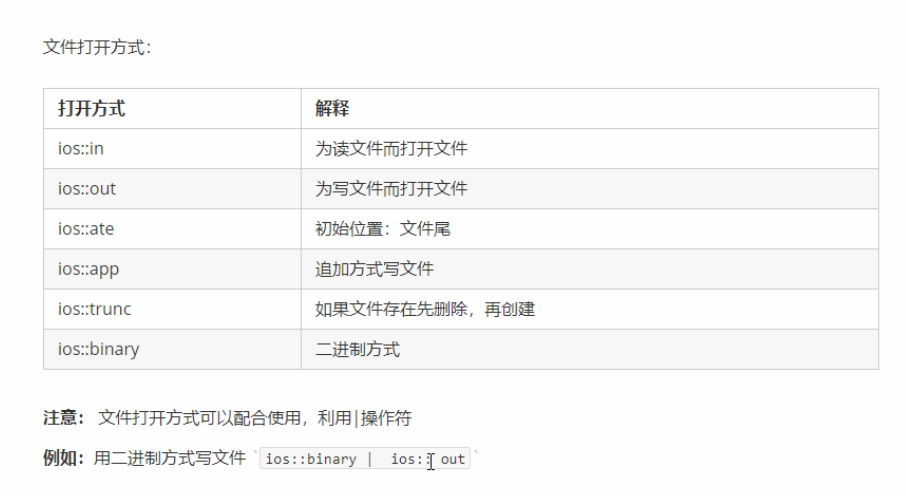 文件打开方式：
打开方式 解释
ios::in 为读文件而打开文件
ios::out 为写文件而打开文件
ios::ate 初始位置：文件尾
ios::app 追加方式写文件
ios::trunc 如果文件存在先删除，再创建
ios::binary 二进制方式
注意： 文件打开方式可以配合使用，利用|操作符
例如：用二进制方式写文件 `ios::binary | ios:: out`